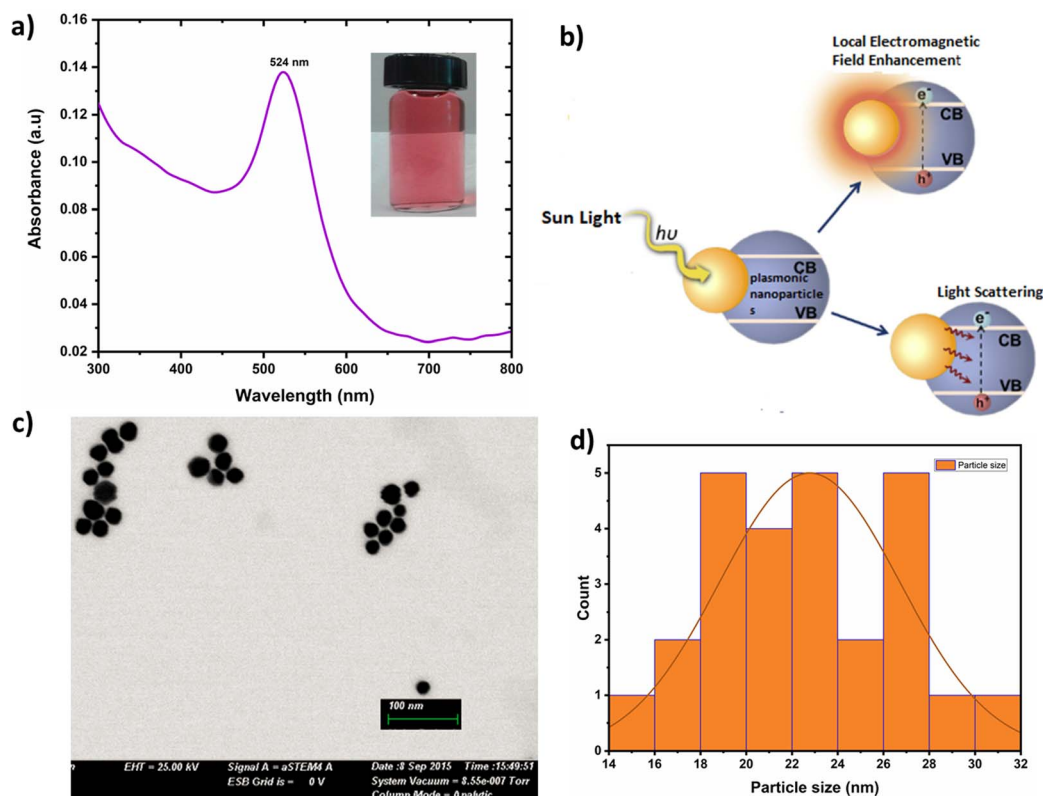 a)
0.16
0.14
0.12
0.10
0.08
0.06
0.04
0.02
Absorbance (a.u)
524 nm
300
400
500
600
700
800
Wavelength (nm)
b)
Local Electromagnetic
Field Enhancement
e-
CB
VB
h+
Sun Light
hυ
CB
plasmonic
nanoparticle
s
VB
Light Scattering
e-
CB
VB
h+
c)
100 nm
n
EHT = 25.00 kV
Signal A = aSTEM4 A
Date :8 Sep 2015
Time :15:49:51
ESB Grid is = 0 V
System Vacuum = 8.55e-007 Torr
Column Mode = Analytic
d)
5
4
3
2
1
0
Count
Particle size
14
16
18
20
22
24
26
28
30
32
Particle size (nm)